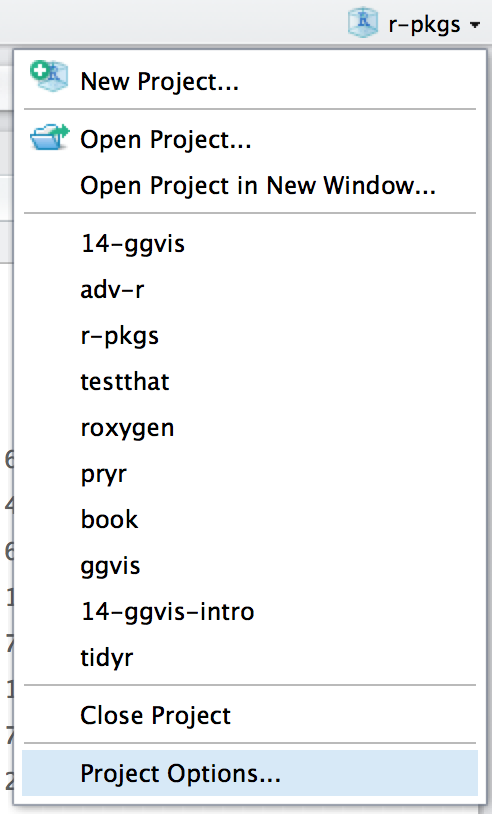 r-pkgs
New Project...
Open Project...
Open Project in New Window...
14-ggvis
adv-r
r-pkgs
testthat
roxygen
pryr
book
ggvis
14-ggvis-intro
tidyr
Close Project
Project Options...